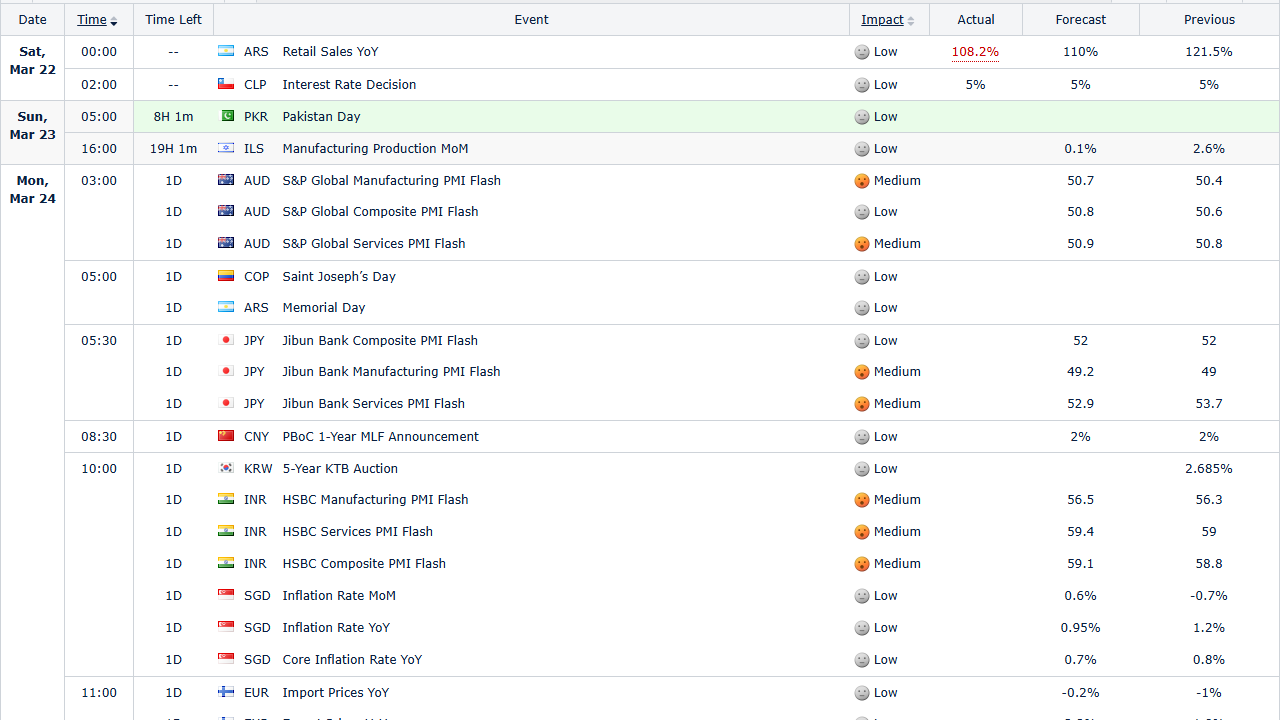 Date Time Time Left Event Impact Actual Forecast Previous
Sat, Mar 22 00:00 -- ARS Retail Sales YoY Low 108.2% 110% 121.5%
02:00 -- CLP Interest Rate Decision Low 5% 5% 5%
Sun, Mar 23 05:00 8H 1m PKR Pakistan Day Low
16:00 19H 1m ILS Manufacturing Production MoM Low 0.1% 2.6%
Mon, Mar 24 03:00 1D AUD S&P Global Manufacturing PMI Flash Medium 50.7 50.4
1D AUD S&P Global Composite PMI Flash Low 50.8 50.6
1D AUD S&P Global Services PMI Flash Medium 50.9 50.8
05:00 1D COP Saint Joseph's Day Low
1D ARS Memorial Day Low
05:30 1D JPY Jibun Bank Composite PMI Flash Low 52 52
1D JPY Jibun Bank Manufacturing PMI Flash Medium 49.2 49
1D JPY Jibun Bank Services PMI Flash Medium 52.9 53.7
08:30 1D CNY PBoC 1-Year MLF Announcement Low 2% 2%
10:00 1D KRW 5-Year KTB Auction Low 2.685%
1D INR HSBC Manufacturing PMI Flash Medium 56.5 56.3
1D INR HSBC Services PMI Flash Medium 59.4 59
1D INR HSBC Composite PMI Flash Medium 59.1 58.8
1D SGD Inflation Rate MoM Low 0.6% -0.7%
1D SGD Inflation Rate YoY Low 0.95% 1.2%
1D SGD Core Inflation Rate YoY Low 0.7% 0.8%
11:00 1D EUR Import Prices YoY Low -0.2% -1%